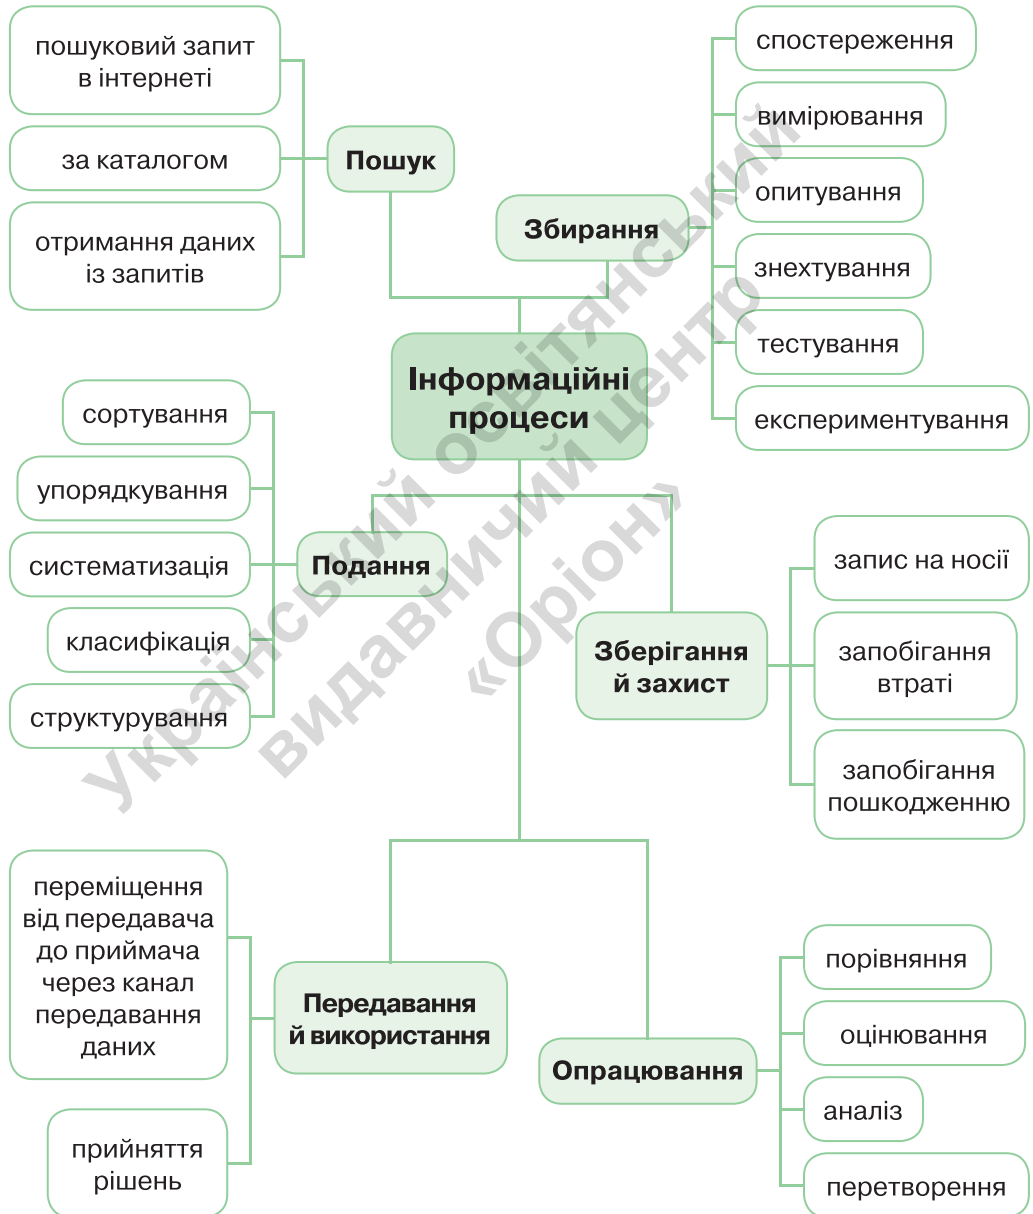 пошуковий запит
в інтернеті
за каталогом
отримання даних
із запитів
Пошук
Збирання
спостереження
вимірювання
опитування
знехтування
тестування
експериментування
Інформаційні
процеси
сортування
упорядкування
систематизація
класифікація
структурування
Подання
Зберігання
й захист
запис на носії
запобігання
втраті
запобігання
пошкодженню
переміщення
від передавача
до приймача
через канал
передавання
даних
прийняття
рішень
Передавання
й використання
Опрацювання
порівняння
оцінювання
аналіз
перетворення
Український освітянський
видавничий центр
«Оріон»